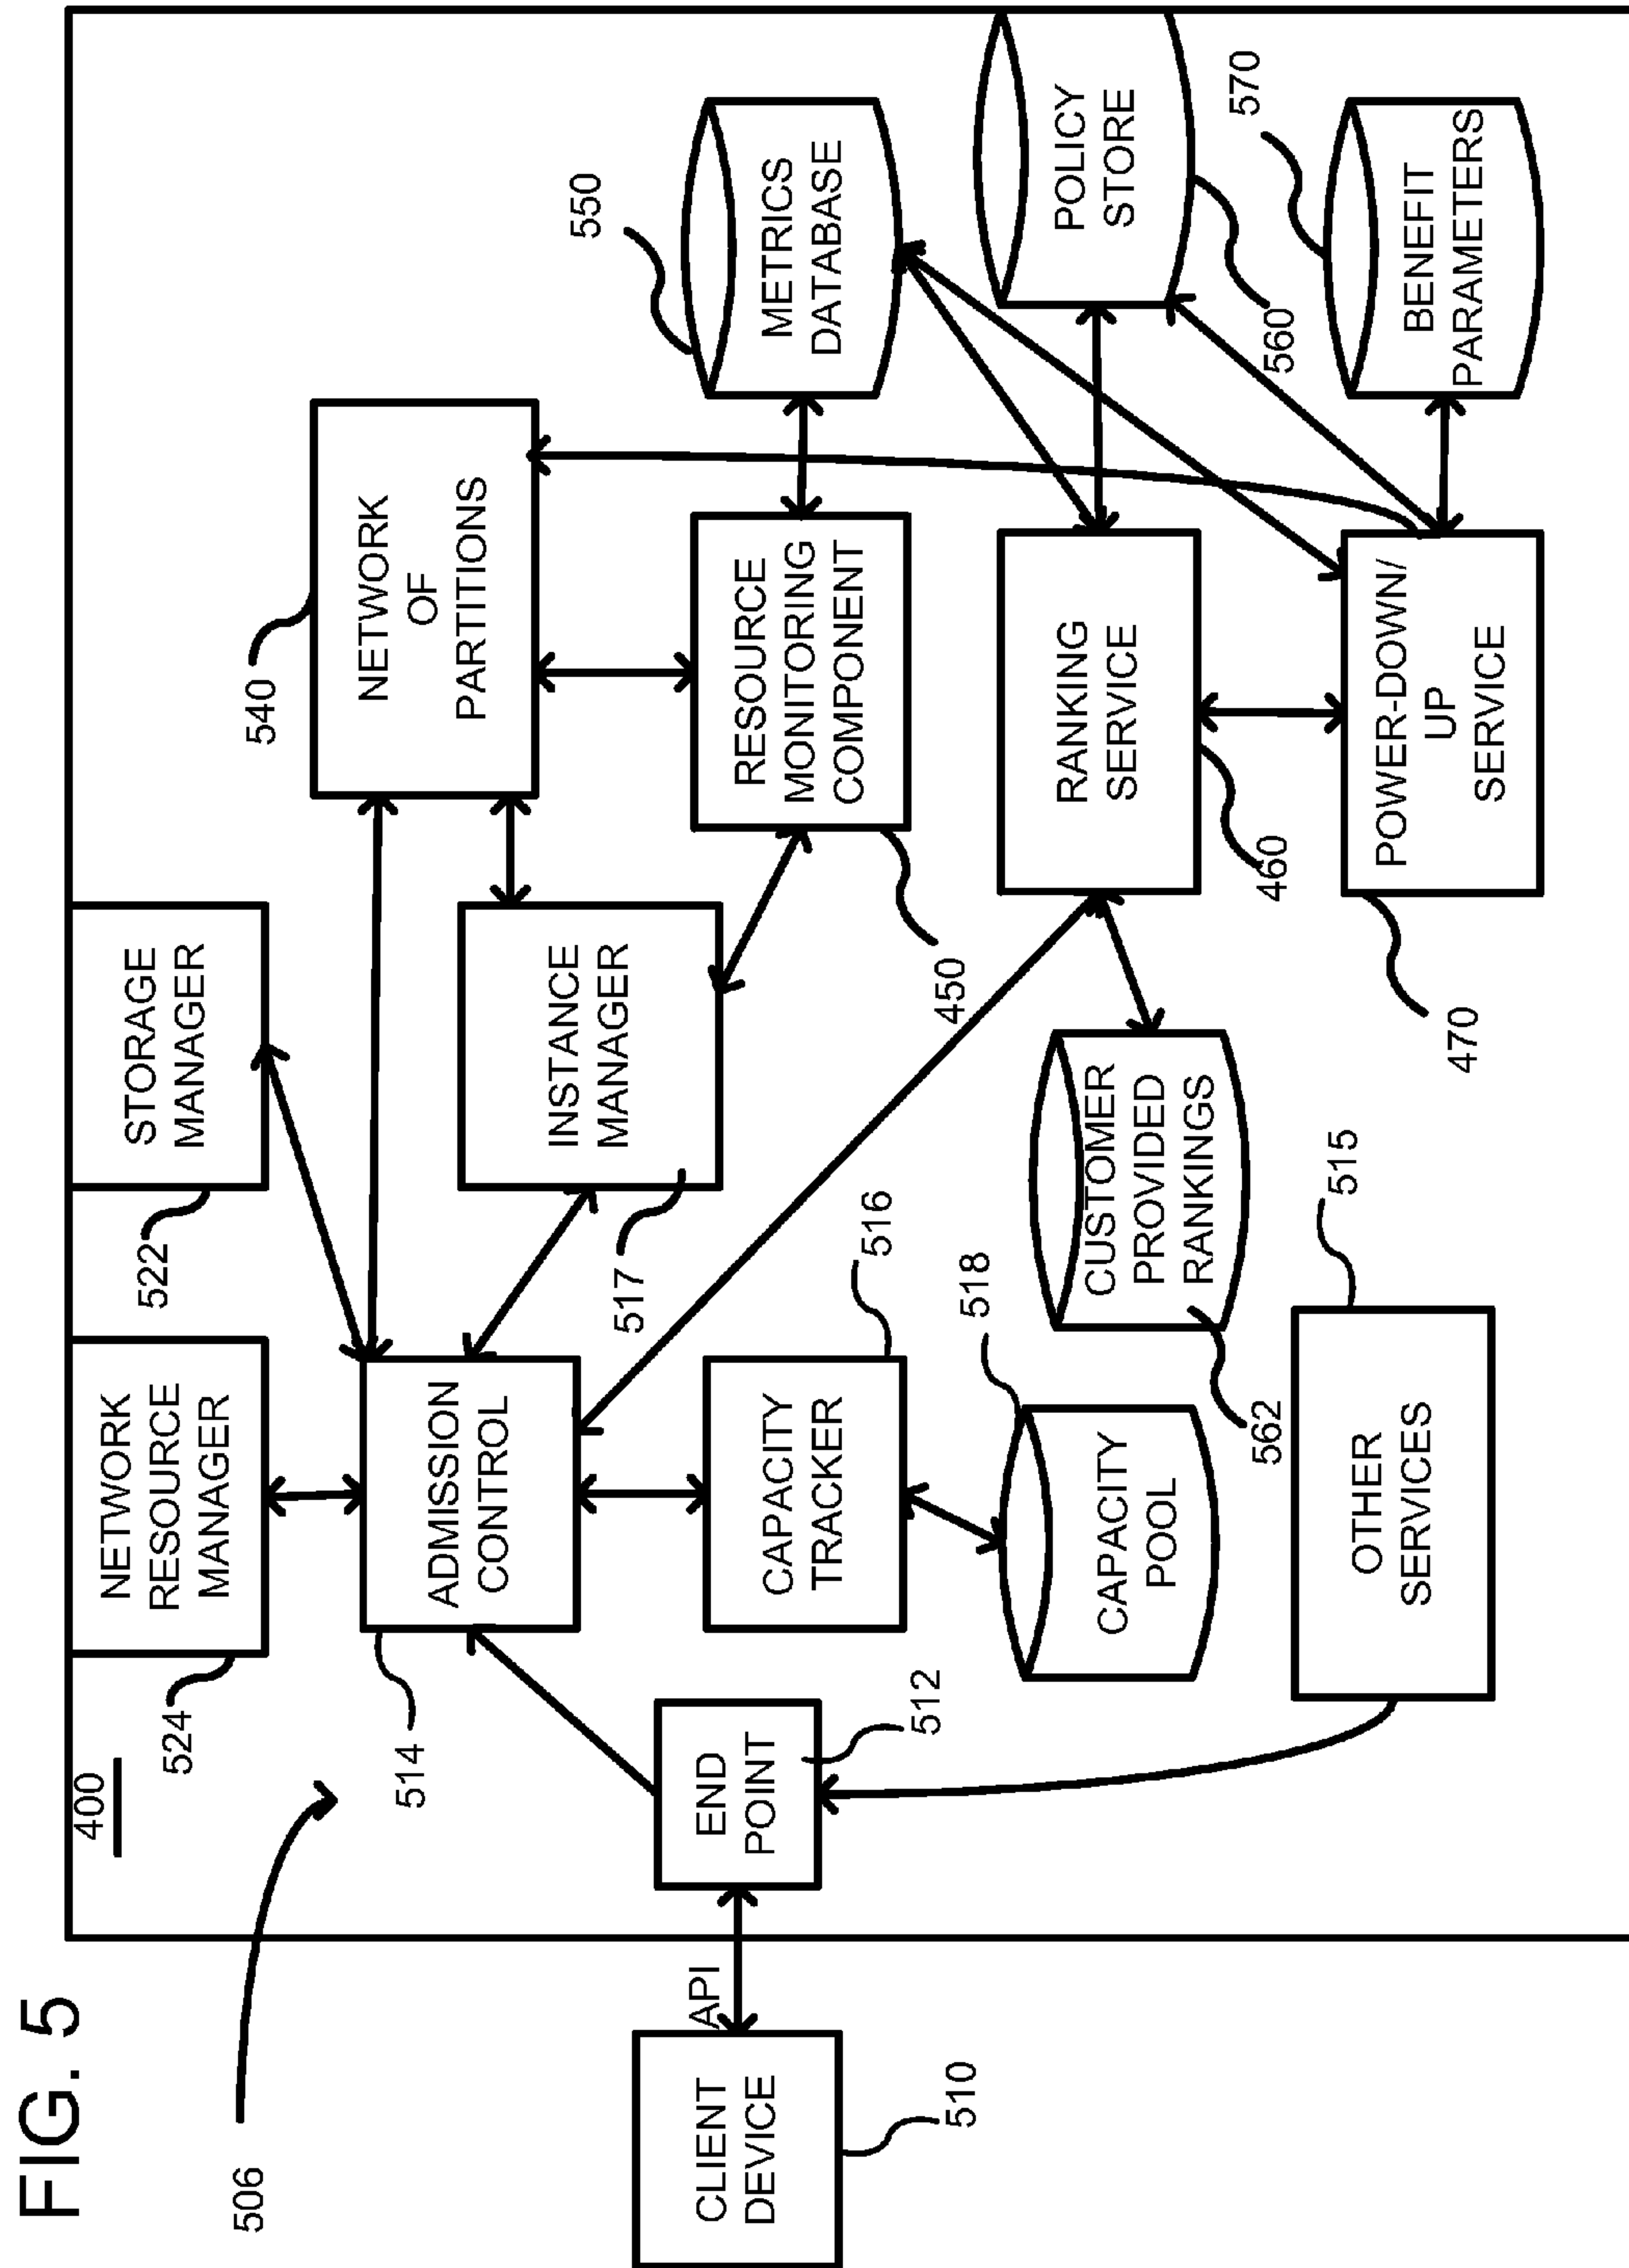 FIG. 5
506
400
524
NETWORK
RESOURCE
MANAGER
522
STORAGE
MANAGER
540
NETWORK
OF
PARTITIONS
514
ADMISSION
CONTROL
517
INSTANCE
MANAGER
550
METRICS
DATABASE
RESOURCE
MONITORING
COMPONENT
450
CLIENT
DEVICE
510
API
END
POINT
512
CAPACITY
TRACKER
516
518
CAPACITY
POOL
CUSTOMER
PROVIDED
RANKINGS
562
RANKING
SERVICE
460
POLICY
STORE
560
OTHER
SERVICES
515
POWER-DOWN/
UP
SERVICE
470
BENEFIT
PARAMETERS
570